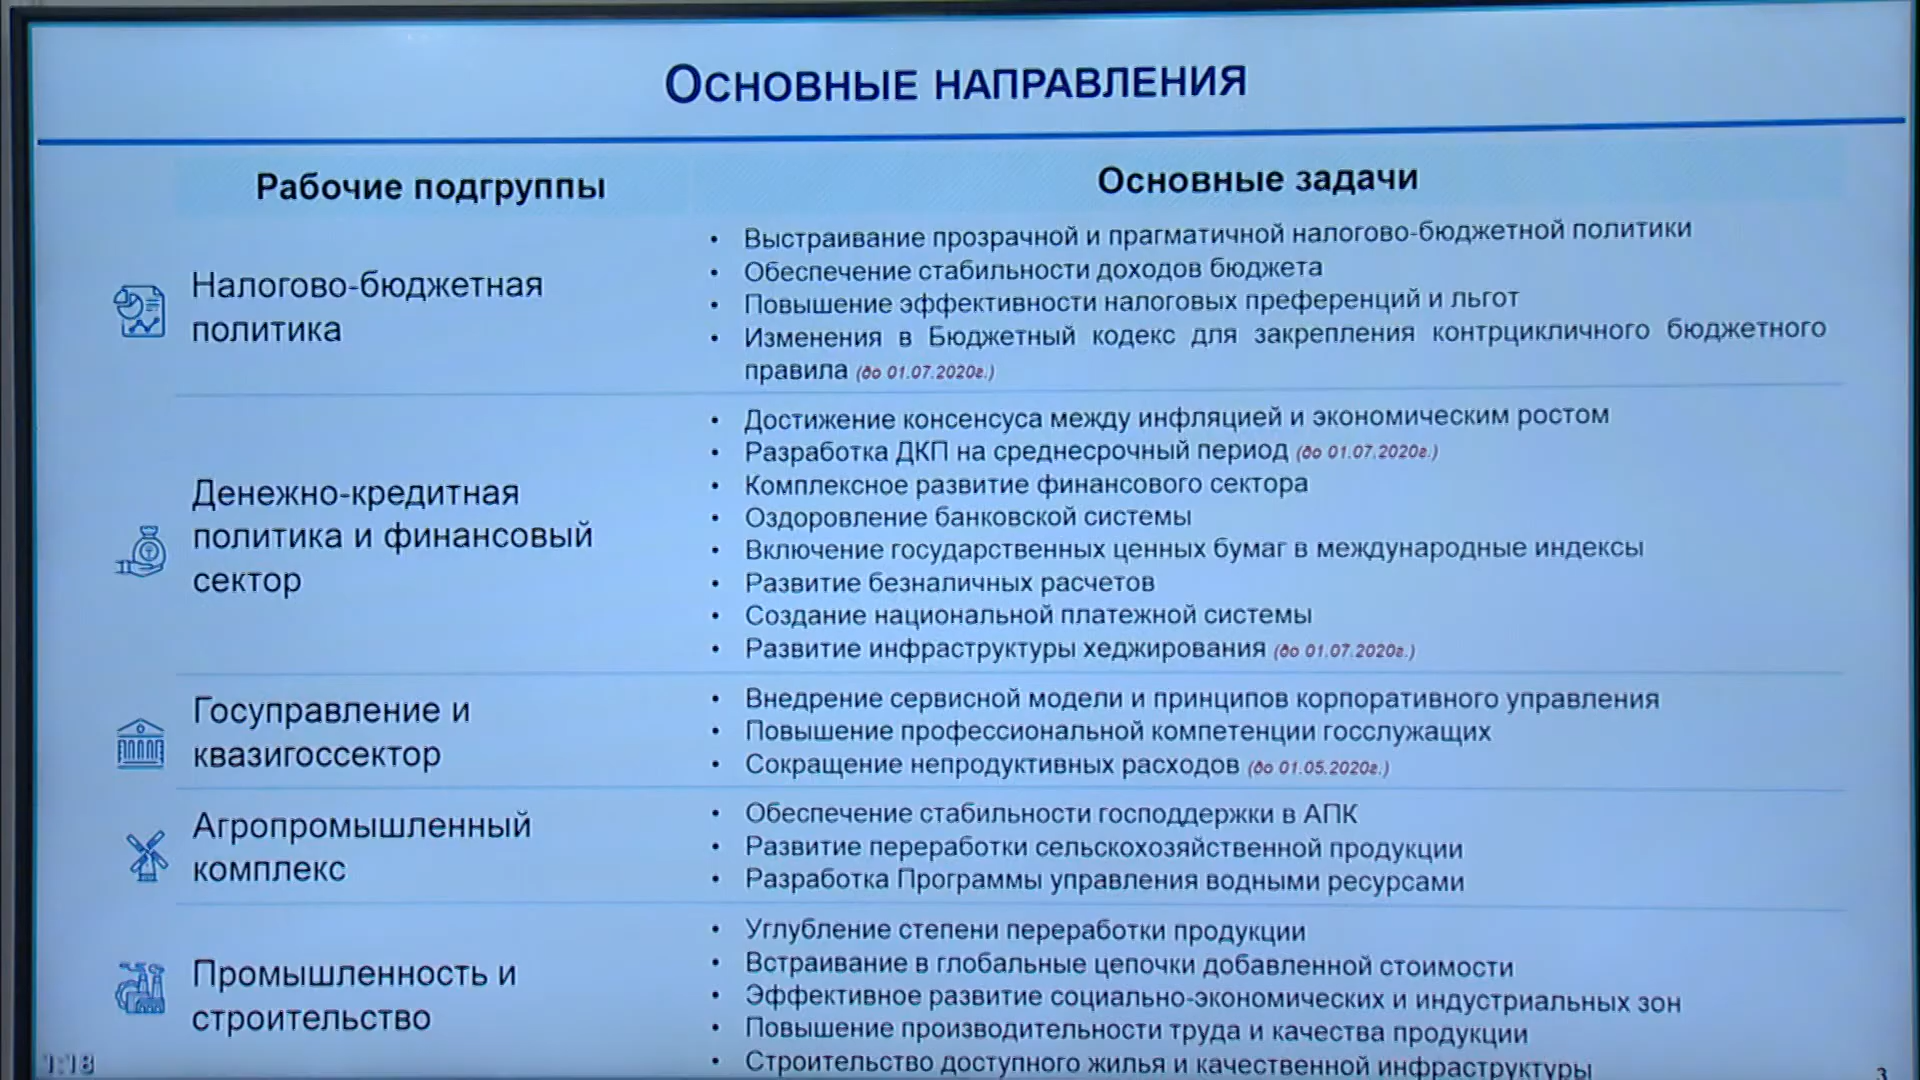 ОСНОВНЫЕ НАПРАВЛЕНИЯ
Рабочие подгруппы
Основные задачи
Налогово-бюджетная
политика
• Выстраивание прозрачной и прагматичной налогово-бюджетной политики
• Обеспечение стабильности доходов бюджета
• Повышение эффективности налоговых преференций и льгот
• Изменения в Бюджетный кодекс для закрепления контрцикличного бюджетного
правила (до 01.07.2020г.)
Денежно-кредитная
политика и финансовый
сектор
• Достижение консенсуса между инфляцией и экономическим ростом
• Разработка ДКП на среднесрочный период (до 01.07.2020г.)
• Комплексное развитие финансового сектора
• Оздоровление банковской системы
• Включение государственных ценных бумаг в международные индексы
• Развитие безналичных расчетов
• Создание национальной платежной системы
• Развитие инфраструктуры хеджирования (до 01.07.2020г.)
Госуправление и
квазигоссектор
• Внедрение сервисной модели и принципов корпоративного управления
• Повышение профессиональной компетенции госслужащих
• Сокращение непродуктивных расходов (до 01.05.2020г.)
Агропромышленный
комплекс
• Обеспечение стабильности господдержки в АПК
• Развитие переработки сельскохозяйственной продукции
• Разработка Программы управления водными ресурсами
Промышленность и
строительство
• Углубление степени переработки продукции
• Встраивание в глобальные цепочки добавленной стоимости
• Эффективное развитие социально-экономических и индустриальных зон
• Повышение производительности труда и качества продукции
• Строительство доступного жилья и качественной инфраструктуры
1:18
3